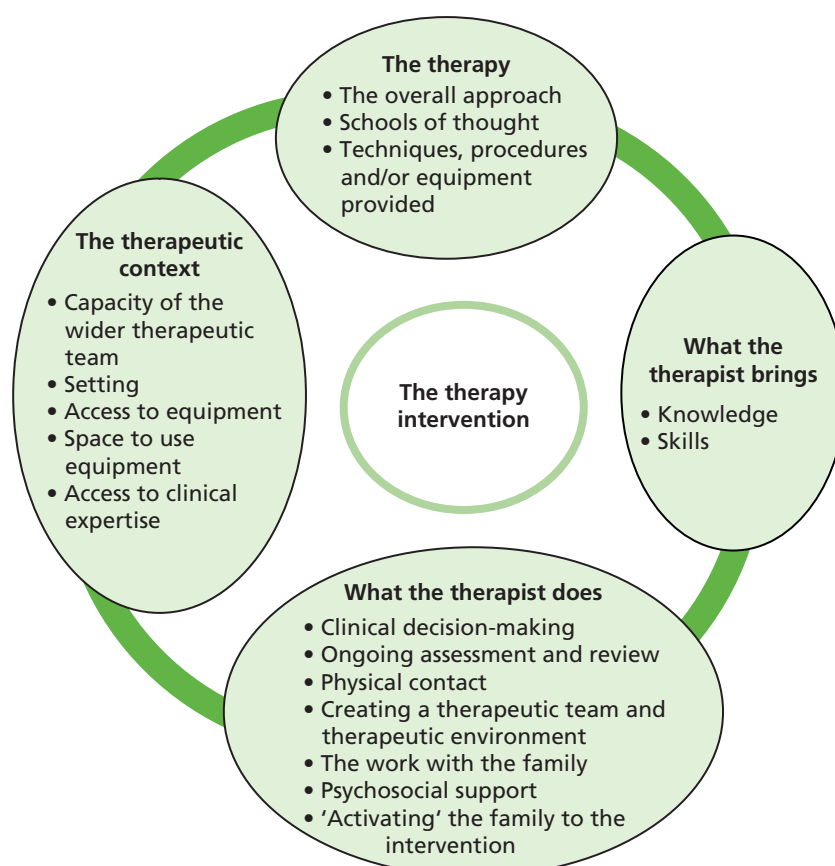 The therapy
• The overall approach
• Schools of thought
• Techniques, procedures
and/or equipment
provided
The therapeutic
context
• Capacity of the
wider therapeutic
team
• Setting
• Access to equipment
• Space to use
equipment
• Access to clinical
expertise
The therapy
intervention
What the
therapist brings
• Knowledge
• Skills
What the therapist does
• Clinical decision-making
• Ongoing assessment and review
• Physical contact
• Creating a therapeutic team and
therapeutic environment
• The work with the family
• Psychosocial support
• ‘Activating‘ the family to the
intervention